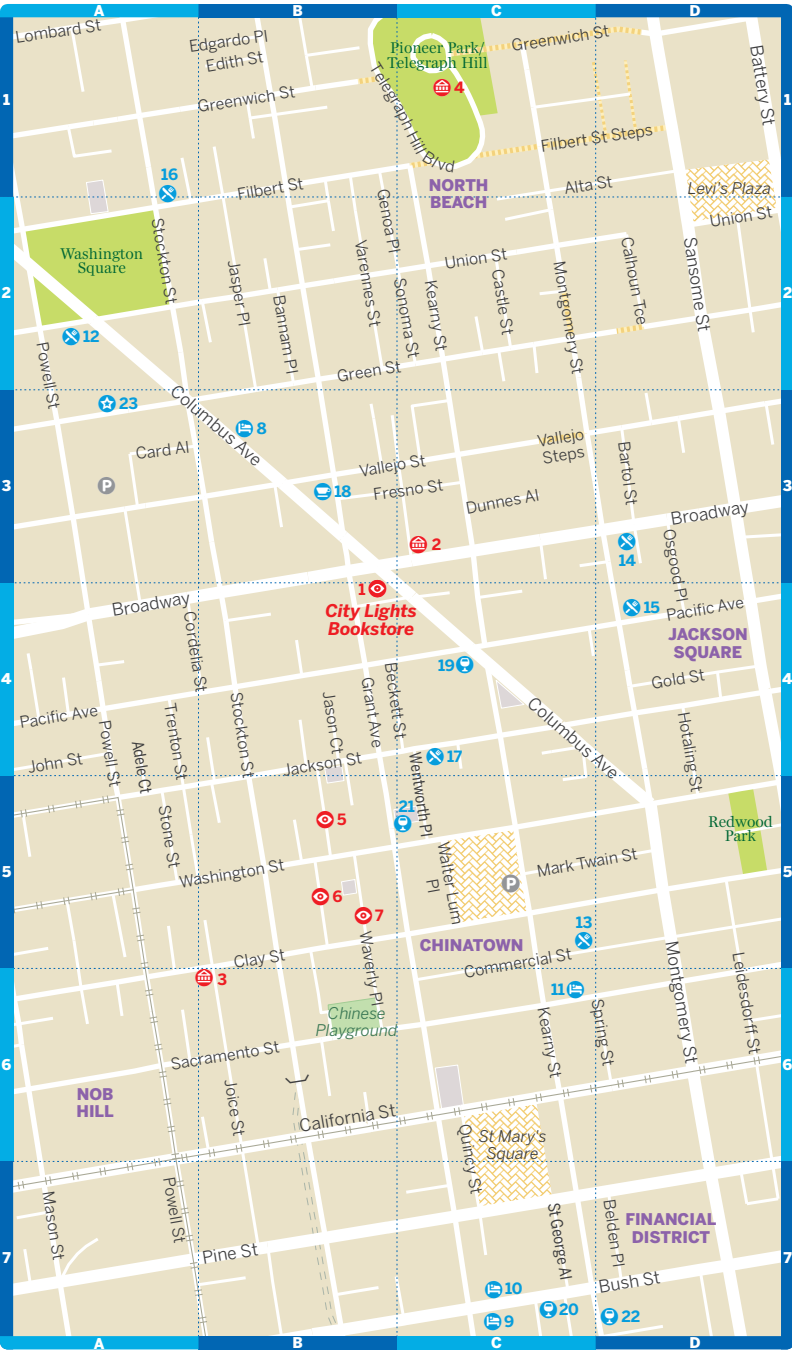 A
B
C
D
Lombard St
Edgardo Pl
Edith St
Pioneer Park/
Telegraph Hill
Greenwich St
Battery St
1
4
1
Greenwich St
Telegraph Hill Blvd
Filbert St Steps
16
Filbert St
NORTH
BEACH
Alta St
Levi's Plaza
Union St
Genoa Pl
Washington
Square
Stockton St
Jasper Pl
Bannam Pl
Varennes St
Sonoma St
Kearny St
Union St
Castle St
Montgomery St
Calhoun Tce
Sansome St
2
2
12
Powell St
Green St
23
Columbus Ave
8
Card Al
Vallejo St
Vallejo
Steps
Bartol St
3
P
18
Fresno St
Dunnes Al
3
Broadway
2
14
Osgood Pl
1
City Lights
Bookstore
Broadway
15
Pacific Ave
JACKSON
SQUARE
Cordelia St
19
4
4
Beckett St
Grant Ave
Gold St
Pacific Ave
Trenton St
Stockton St
Jason Ct
Columbus Ave
Hotaling St
John St
Powell St
Adele Ct
Jackson St
17
Wentworth Pl
21
5
Redwood
Park
Stone St
Washington St
Walter Lum
Pl
Mark Twain St
5
P
5
6
7
13
CHINATOWN
Clay St
Waverly Pl
Commercial St
Montgomery St
Leidesdorff St
3
11
Chinese
Playground
Kearny St
Spring St
Sacramento St
6
6
NOB
HILL
Joice St
California St
Quincy St
St Mary's
Square
Mason St
Powell St
St George Al
Belden Pl
FINANCIAL
DISTRICT
Pine St
7
7
Bush St
10
20
22
9
A
B
C
D